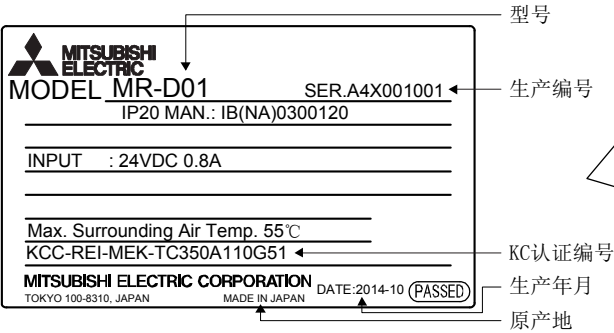 型号
MITSUBISHI
ELECTRIC
MODEL MR-D01 SER.A4X001001 生产编号
IP20 MAN.: IB(NA)0300120
INPUT : 24VDC 0.8A
Max. Surrounding Air Temp. 55℃
KCC-REI-MEK-TC350A110G51 KC认证编号
MITSUBISHI ELECTRIC CORPORATION DATE:2014-10 PASSED 生产年月
TOKYO 100-8310, JAPAN MADE IN JAPAN
原产地